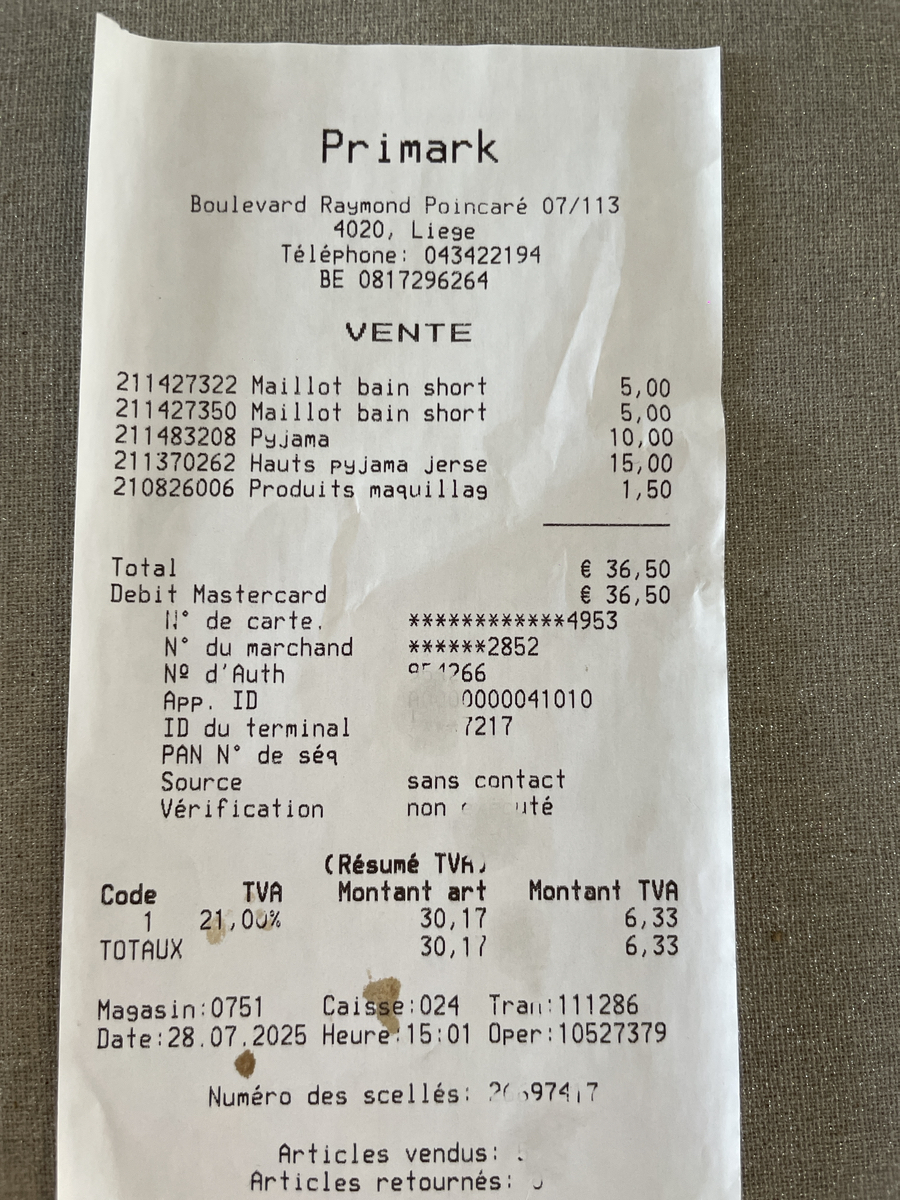 Primark
Boulevard Raymond Poincaré 07/113
4020, Liege
Téléphone: 043422194
BE 0817296264
VENTE
211427322 Maillot bain short 5,00
211427350 Maillot bain short 5,00
211483208 Pyjama 10,00
211370262 Hauts pyjama jerse 15,00
210826006 Produits maquillag 1,50
Total € 36,50
Debit Mastercard € 36,50
N° de carte. ************4953
N° du marchand ******2852
Nº d'Auth
App. ID
ID du terminal
PAN N° de séq
Source sans contact
Vérification non
(Résumé TVA)
Code TVA Montant art Montant TVA
1 21,00% 30,17 6,33
TOTAUX 30,17 6,33
Magasin:0751 Caisse:024 Tran:111286
Date:28.07.2025 Heure:15:01 Oper:10527379
Numéro des scellés:
Articles vendus:
Articles retournés: